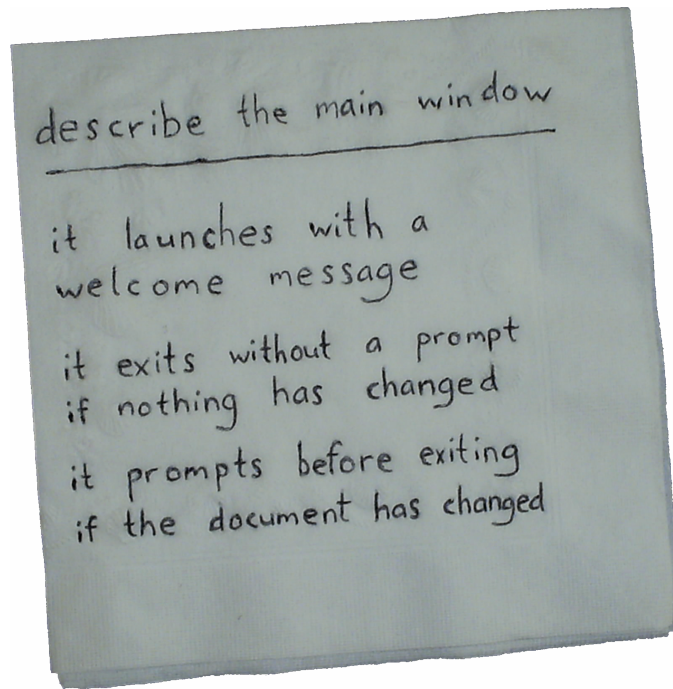 describe the main window
it launches with a
welcome message
it exits without a prompt
if nothing has changed
it prompts before exiting
if the document has changed